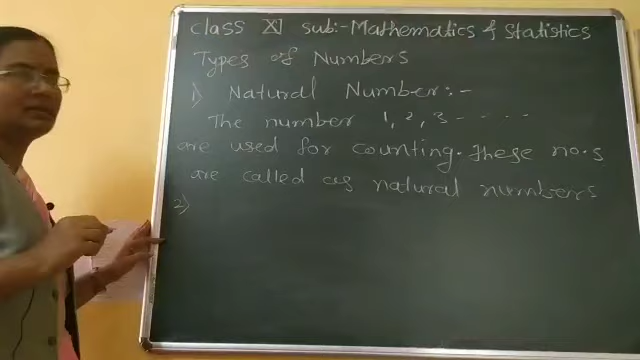 class XI sub:- Mathematics & Statistics
Types of Numbers
1) Natural Number:-
The number 1, 2, 3 - - - - - -
are used for counting. These no.s
are called as natural numbers
2)